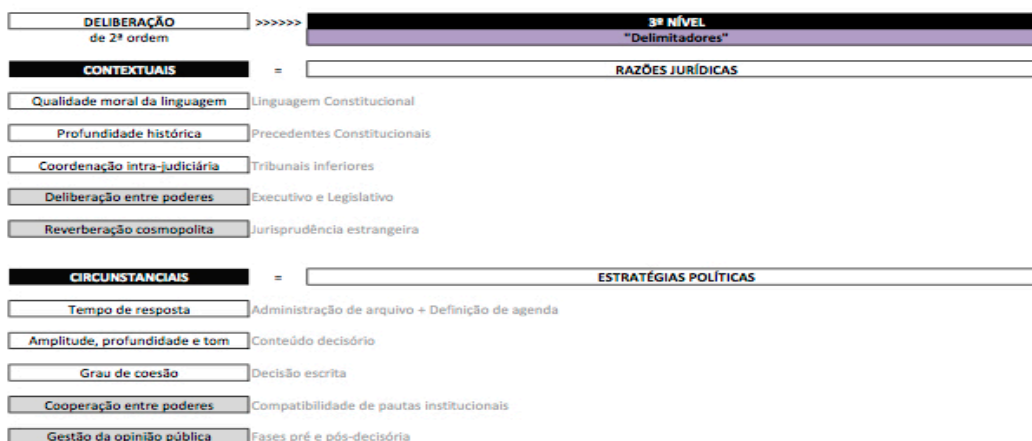 DELIBERAÇÃO >>>>>> 3º NÍVEL
de 2ª ordem "Delimitadores"
CONTEXTUAIS = RAZÕES JURÍDICAS
Qualidade moral da linguagem Linguagem Constitucional
Profundidade histórica Precedentes Constitucionais
Coordenação intra-judiciária Tribunais inferiores
Deliberação entre poderes Executivo e Legislativo
Reverberação cosmopolita Jurisprudência estrangeira
CIRCUNSTANCIAIS = ESTRATÉGIAS POLÍTICAS
Tempo de resposta Administração de arquivo + Definição de agenda
Amplitude, profundidade e tom Conteúdo decisório
Grau de coesão Decisão escrita
Cooperação entre poderes Compatibilidade de pautas institucionais
Gestão da opinião pública Fases pré e pós-decisória